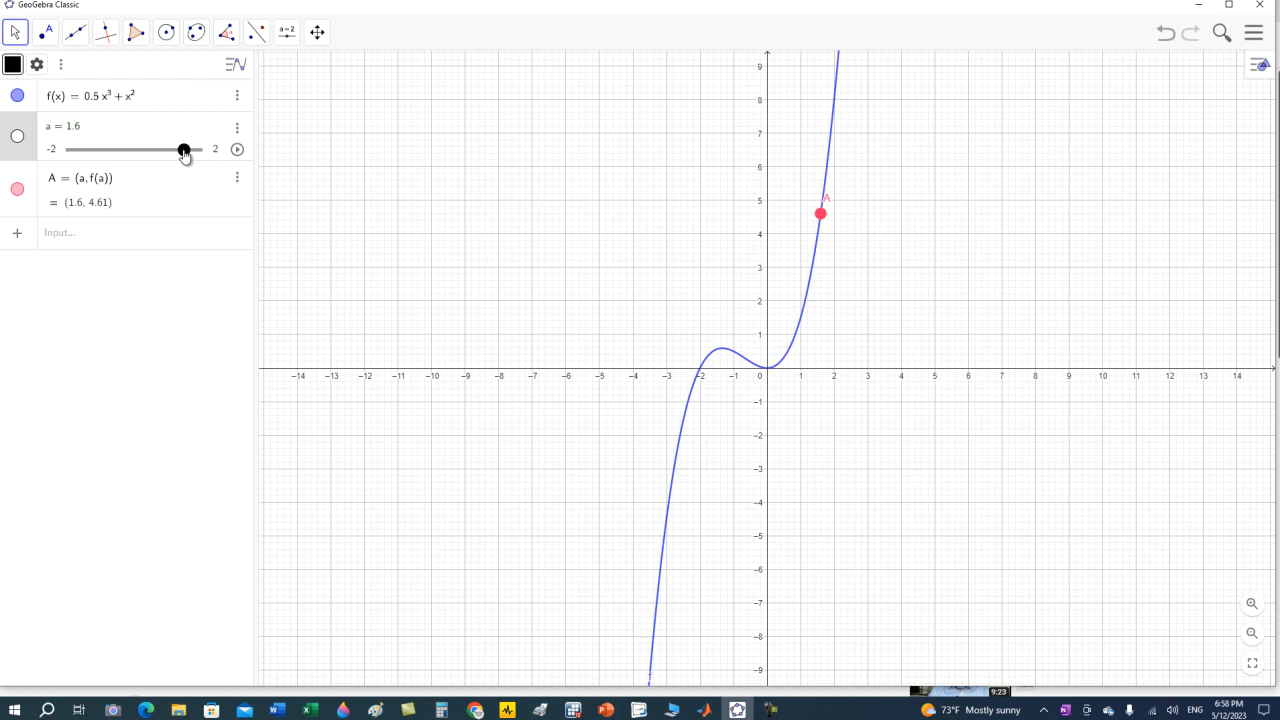 GeoGebra Classic
a=2
f(x) = 0.5 x³ + x²
a = 1.6
-2 2
A = (a, f(a))
= (1.6, 4.61)
Input...
A
9
8
7
6
5
4
3
2
1
−14 −13 −12 −11 −10 −9 −8 −7 −6 −5 −4 −3 −2 −1 0 1 2 3 4 5 6 7 8 9 10 11 12 13 14
−1
−2
−3
−4
−5
−6
−7
−8
−9
9:23
73°F Mostly sunny
ENG
6:58 PM
5/12/2023